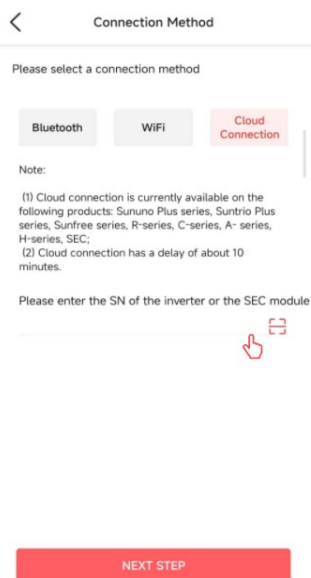 Connection Method
Please select a connection method
Bluetooth
WiFi
Cloud
Connection
Note:
(1) Cloud connection is currently available on the
following products: Sununo Plus series, Suntrio Plus
series, Sunfree series, R-series, C-series, A- series,
H-series, SEC;
(2) Cloud connection has a delay of about 10
minutes.
Please enter the SN of the inverter or the SEC module
NEXT STEP